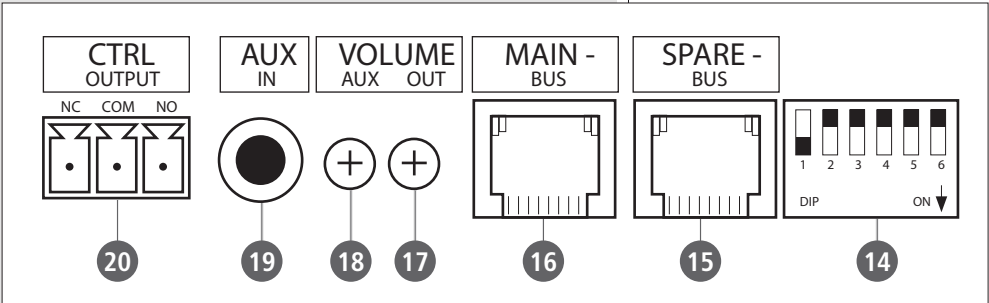 CTRL
OUTPUT
AUX
IN
VOLUME
AUX OUT
MAIN -
BUS
SPARE -
BUS
NC COM NO
1 2 3 4 5 6
DIP ON
20 19 18 17 16 15 14